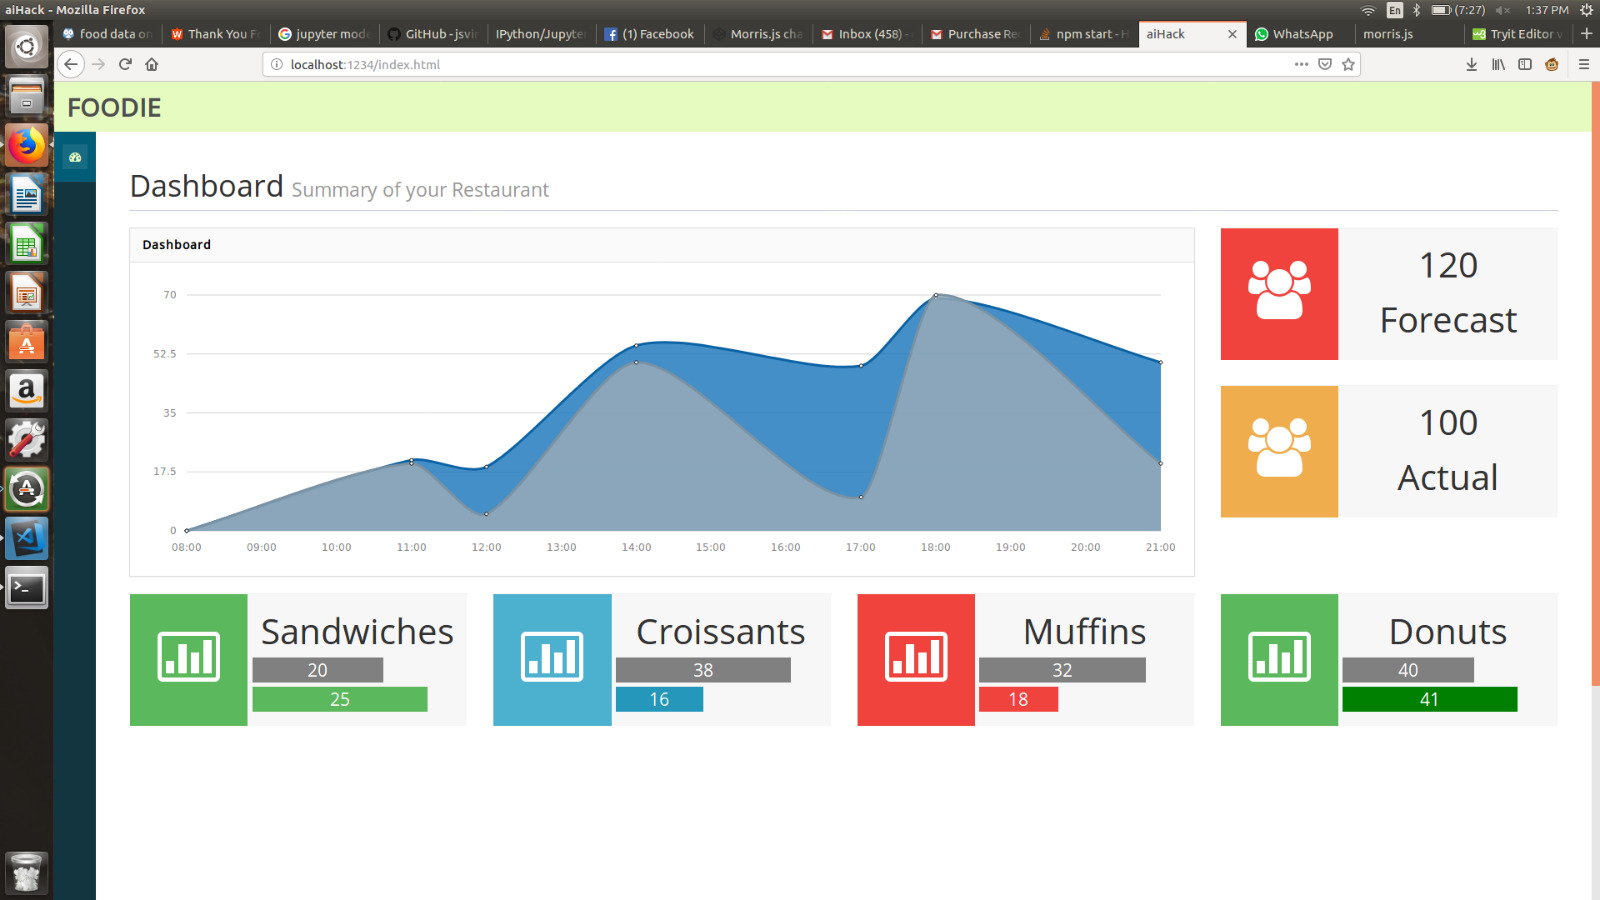 aiHack - Mozilla Firefox
En (7:27) 1:37 PM
food data on
Thank You F
jupyter mod
GitHub - jsvi
IPython/Jupyte
(1) Facebook
Morris.js cha
Inbox (458) -
Purchase Re
npm start - H
aiHack
WhatsApp
morris.js
Tryit Editor v
localhost:1234/index.html
FOODIE
Dashboard Summary of your Restaurant
Dashboard
70
52.5
35
17.5
0
08:00 09:00 10:00 11:00 12:00 13:00 14:00 15:00 16:00 17:00 18:00 19:00 20:00 21:00
120
Forecast
100
Actual
Sandwiches
20
25
Croissants
38
16
Muffins
32
18
Donuts
40
41